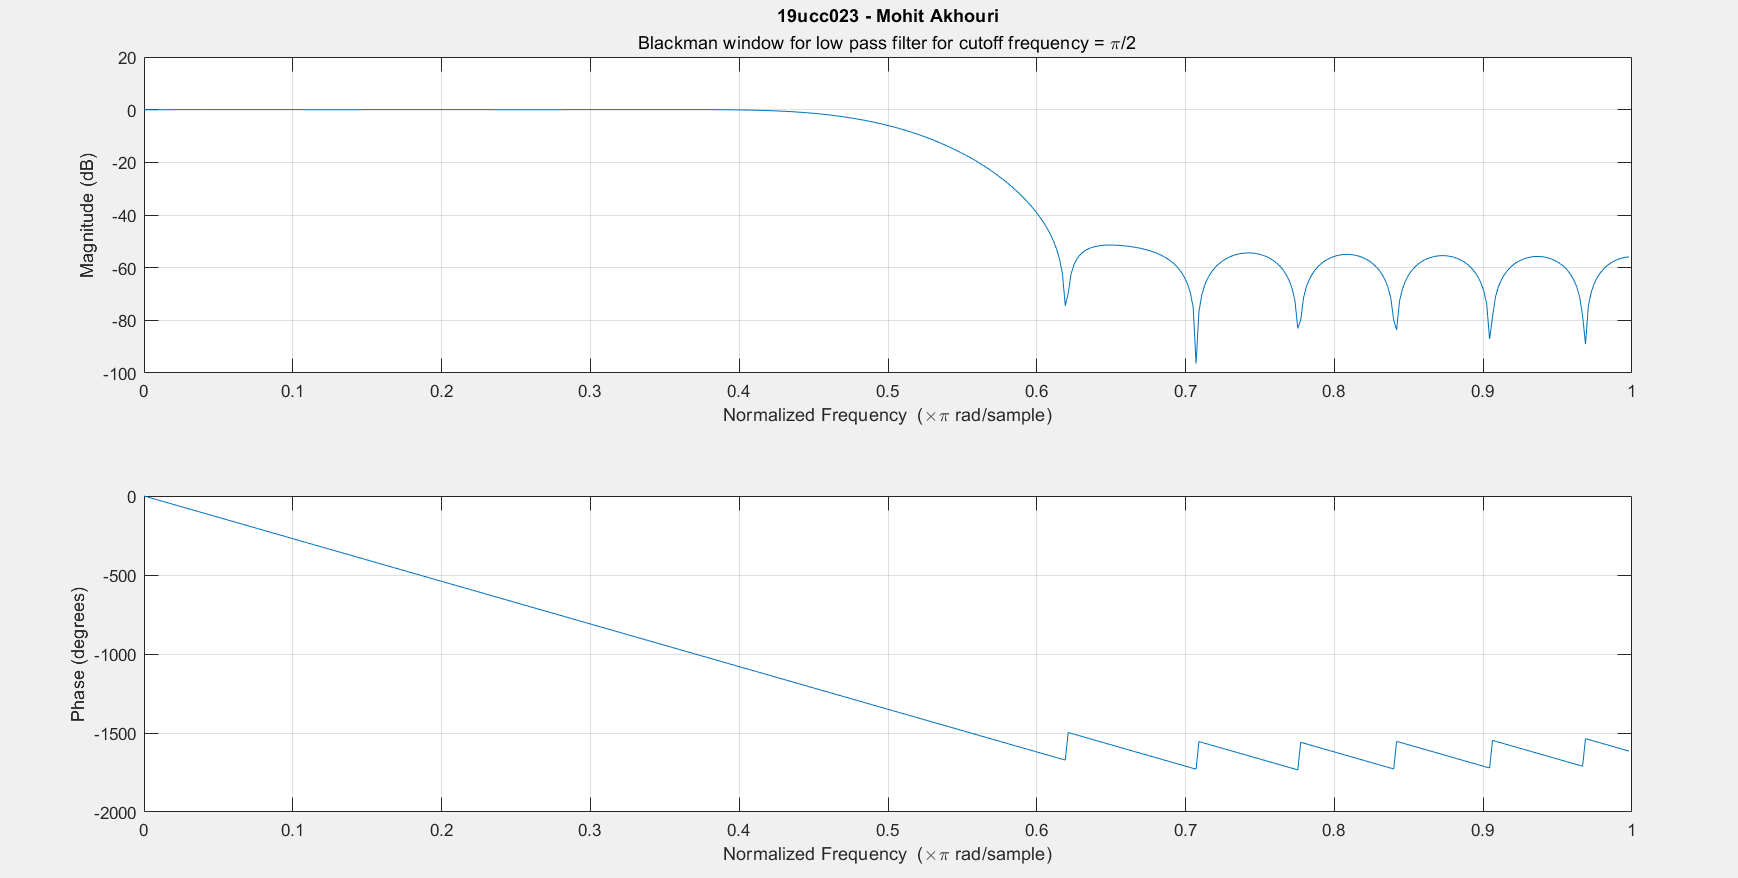 19ucc023 - Mohit Akhouri
Blackman window for low pass filter for cutoff frequency = π/2
20
0
-20
-40
-60
-80
-100
Magnitude (dB)
0 0.1 0.2 0.3 0.4 0.5 0.6 0.7 0.8 0.9 1
Normalized Frequency (×π rad/sample)
0
-500
-1000
-1500
-2000
Phase (degrees)
0 0.1 0.2 0.3 0.4 0.5 0.6 0.7 0.8 0.9 1
Normalized Frequency (×π rad/sample)